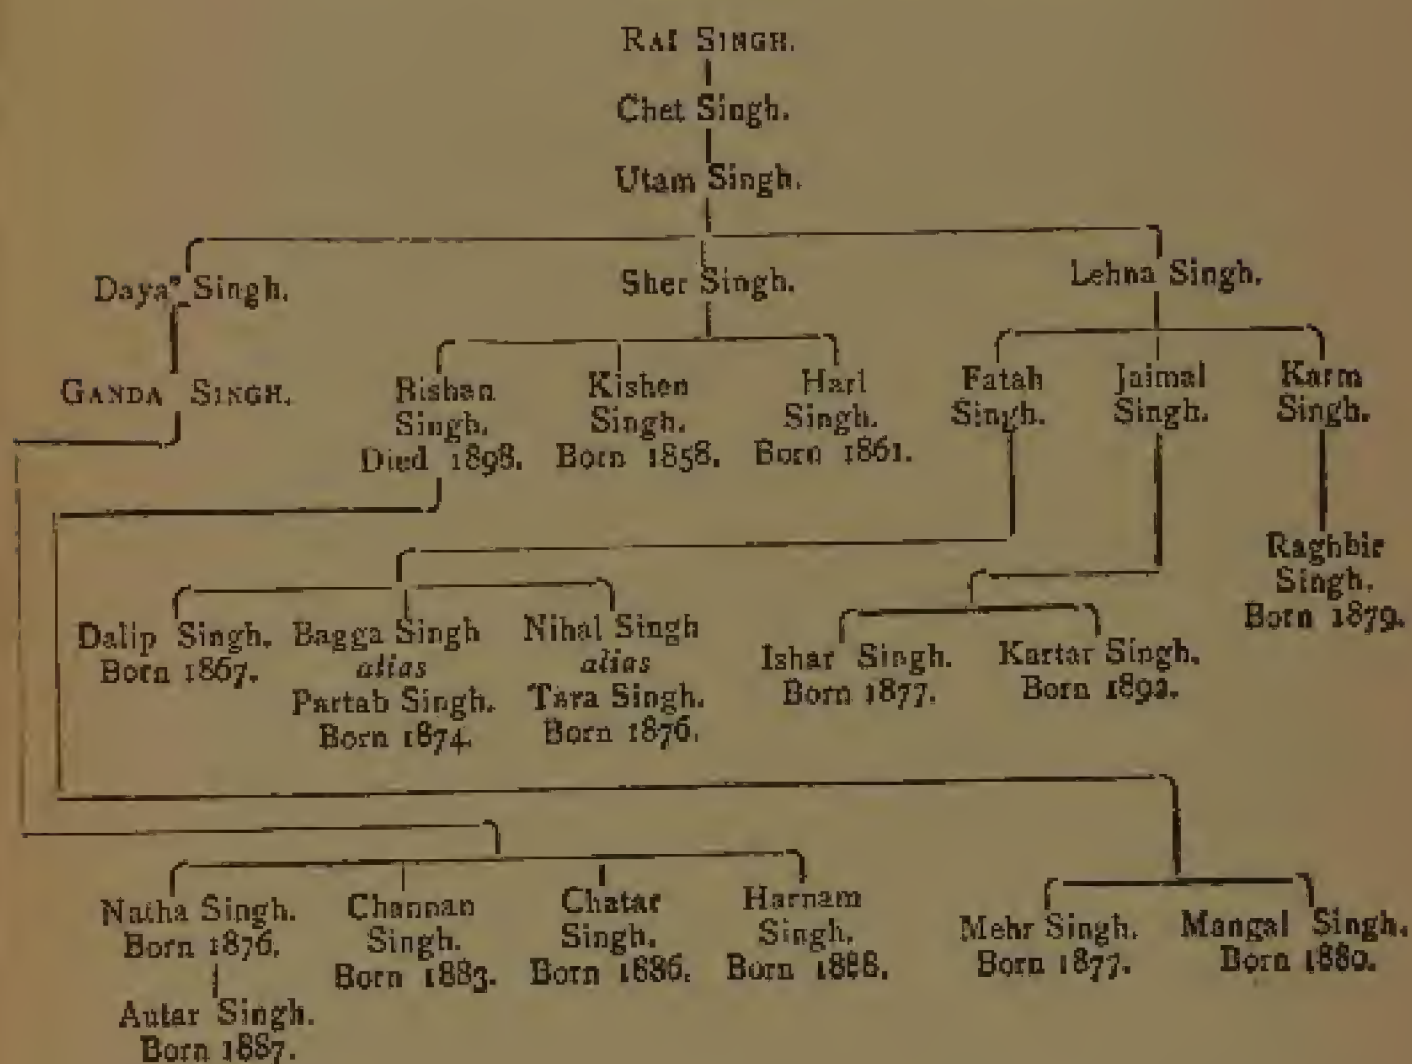 RAI SINGH.
Chet Singh.
Utam Singh.
Daya Singh.
Sher Singh.
Lehna Singh.
GANDA SINGH.
Bishan
Singh.
Died 1898.
Kishen
Singh.
Born 1858.
Hari
Singh.
Born 1861.
Fatah
Singh.
Jaimal
Singh.
Karm
Singh.
Raghbir
Singh.
Born 1879.
Dalip Singh.
Born 1867.
Bagga Singh
alias
Partab Singh.
Born 1874.
Nihal Singh
alias
Tara Singh.
Born 1876.
Ishar Singh.
Born 1877.
Kartar Singh.
Born 1892.
Natha Singh.
Born 1876.
Channan
Singh.
Born 1883.
Chatar
Singh.
Born 1886.
Harnam
Singh.
Born 1888.
Mehr Singh.
Born 1877.
Mangal Singh.
Born 1880.
Autar Singh.
Born 1887.